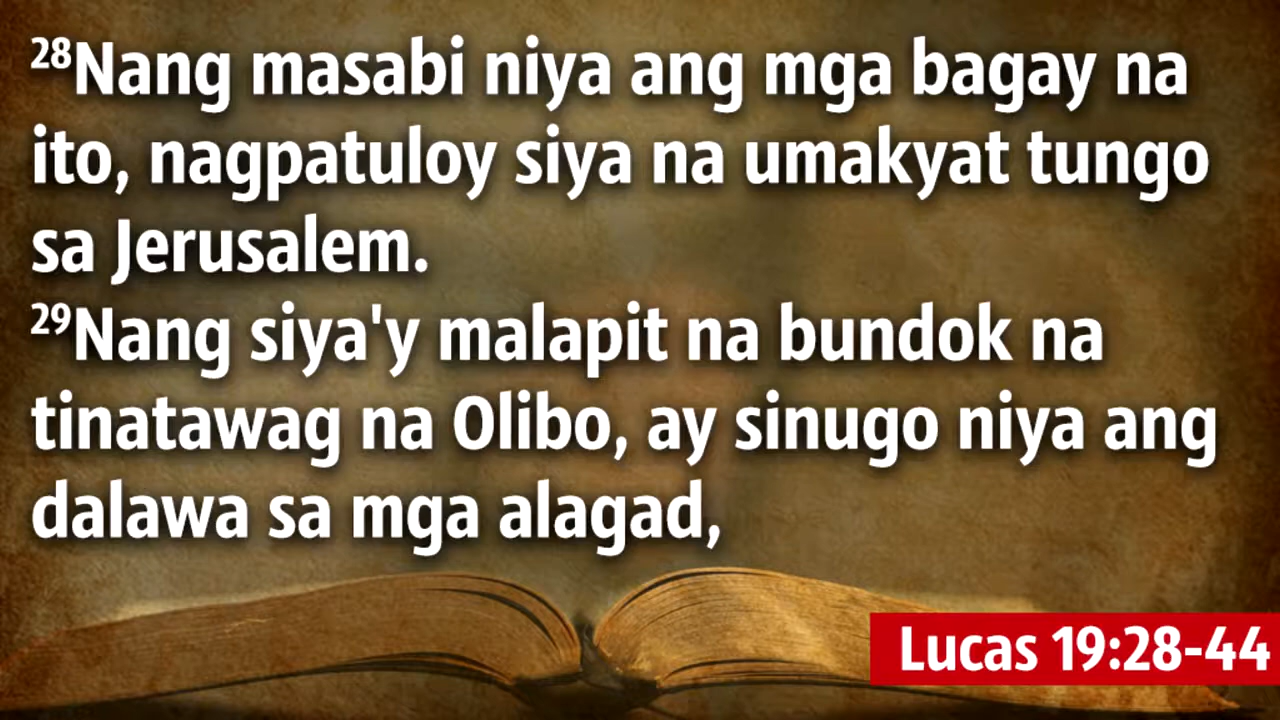 28Nang masabi niya ang mga bagay na
ito, nagpatuloy siya na umakyat tungo
sa Jerusalem.
29Nang siya'y malapit na bundok na
tinatawag na Olibo, ay sinugo niya ang
dalawa sa mga alagad,
Lucas 19:28-44